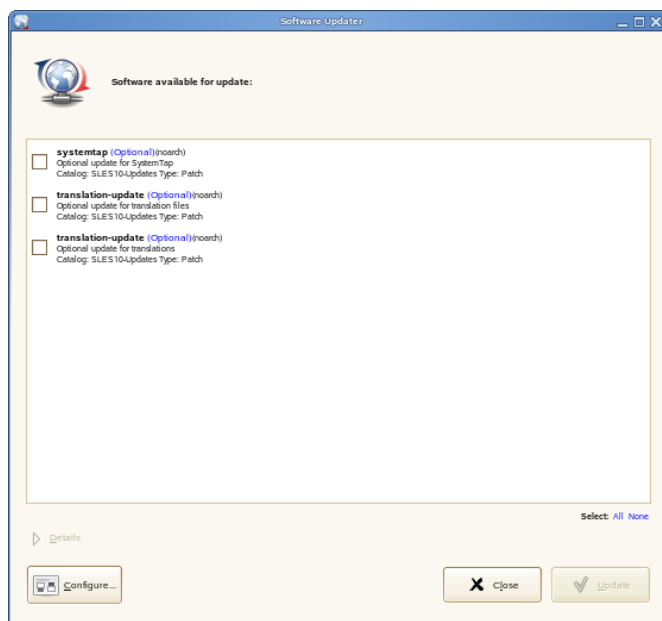 Software Updater
Software available for update:
systemtap (Optional)(noarch)
Optional update for SystemTap
Catalog: SLES10-Updates Type: Patch
translation-update (Optional)(noarch)
Optional update for translation files
Catalog: SLES10-Updates Type: Patch
translation-update (Optional)(noarch)
Optional update for translations
Catalog: SLES10-Updates Type: Patch
Select: All None
Details
Configure... Close Update